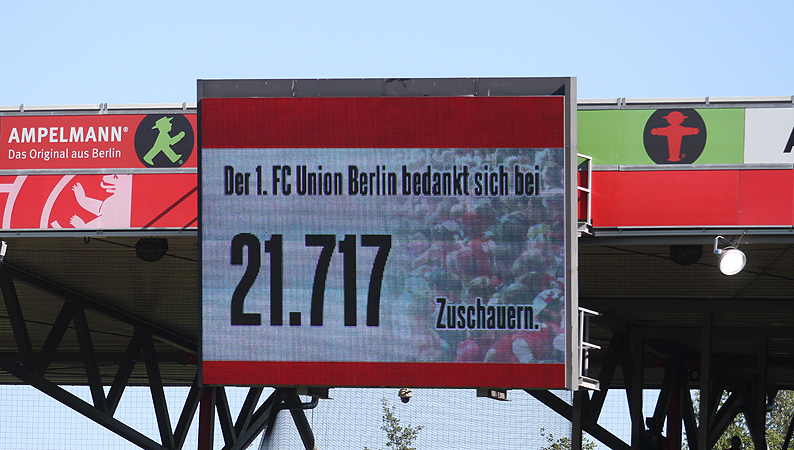 AMPELMANN®
Das Original aus Berlin
Der 1. FC Union Berlin bedankt sich bei
21.717
Zuschauern.